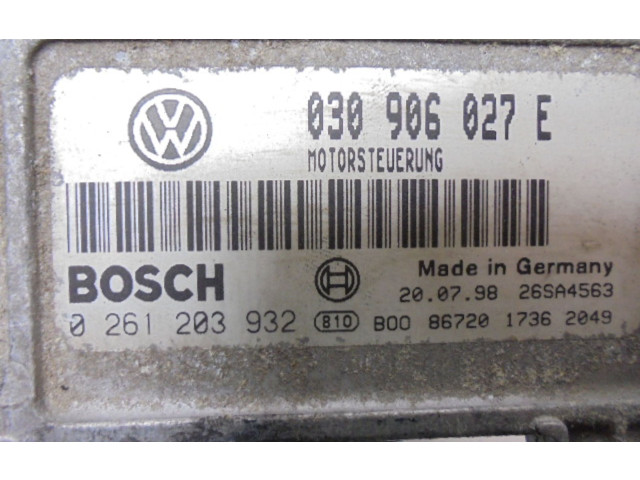 VW
030 906 027 E
MOTORSTEUERUNG
BOSCH
Made in Germany
20.07.98 26SA4563
0 261 203 932 810 B00 86720 1736 2049